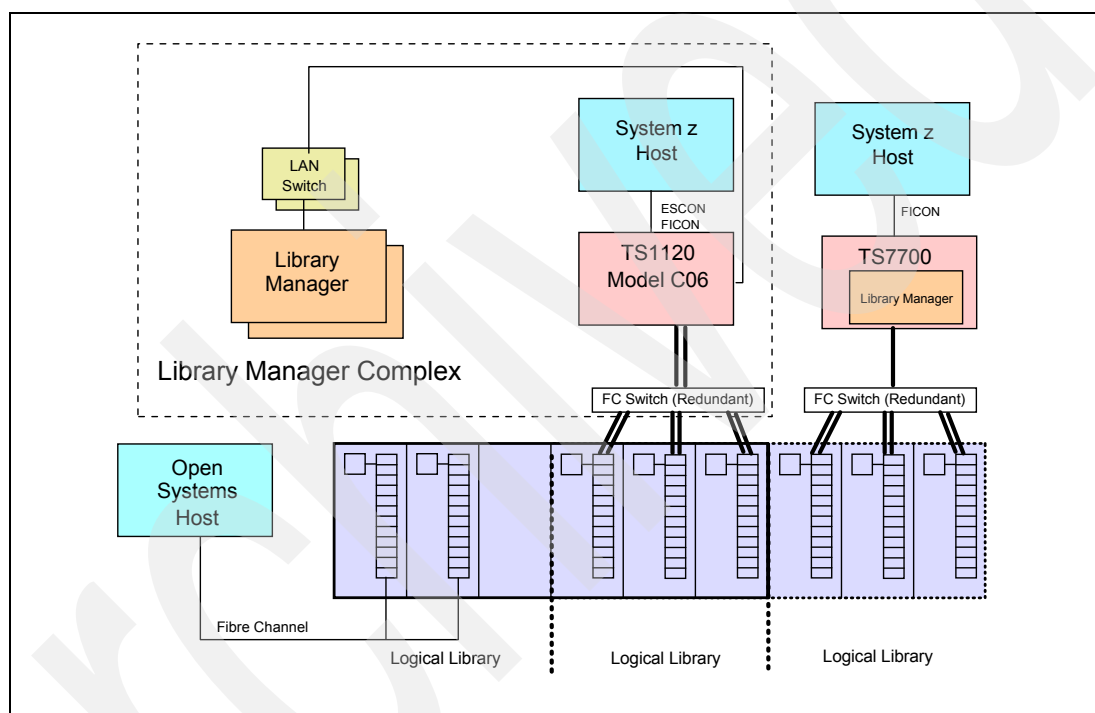 System z
Host
System z
Host
LAN
Switch
ESCON
FICON
FICON
Library
Manager
TS1120
Model C06
TS7700
Library Manager
Library Manager Complex
FC Switch (Redundant)
FC Switch (Redundant)
Open
Systems
Host
Fibre Channel
Logical Library
Logical Library
Logical Library